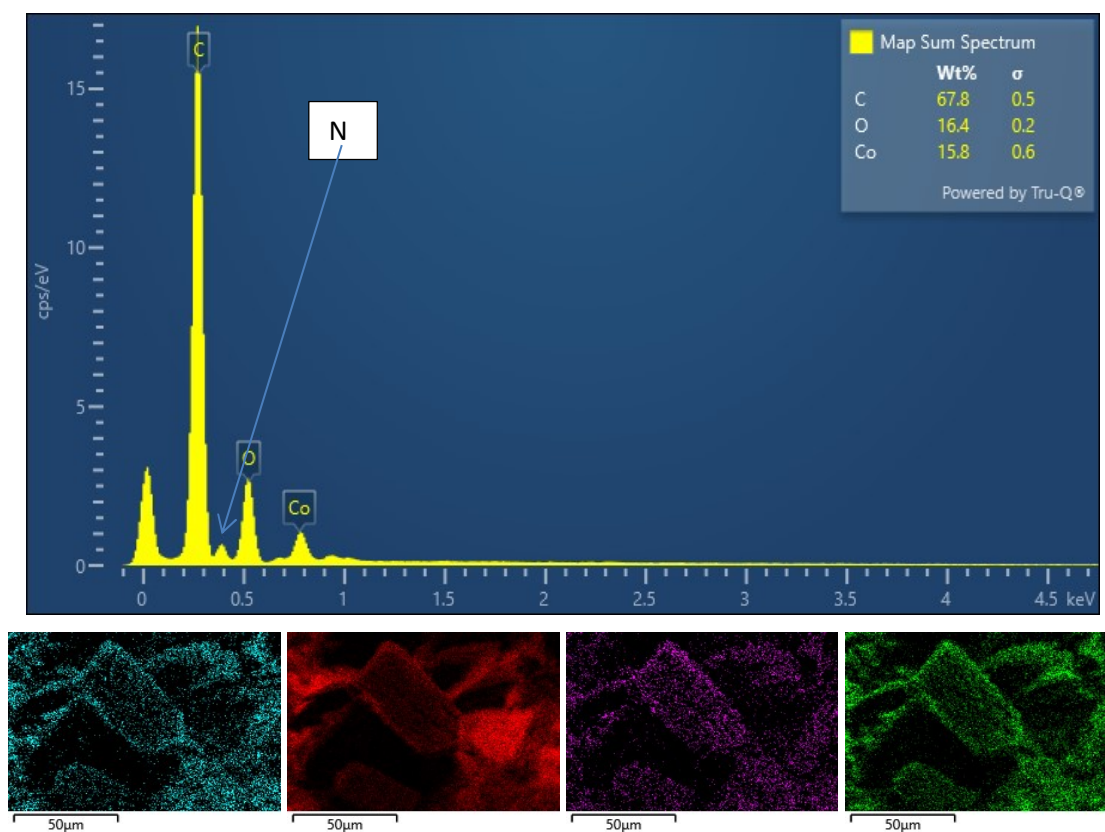 Map Sum Spectrum
Wt% σ
C 67.8 0.5
O 16.4 0.2
Co 15.8 0.6
Powered by Tru-Q®
C
N
O
Co
cps/eV
15
10
5
0
0 0.5 1 1.5 2 2.5 3 3.5 4 4.5 keV
50µm 50µm 50µm 50µm